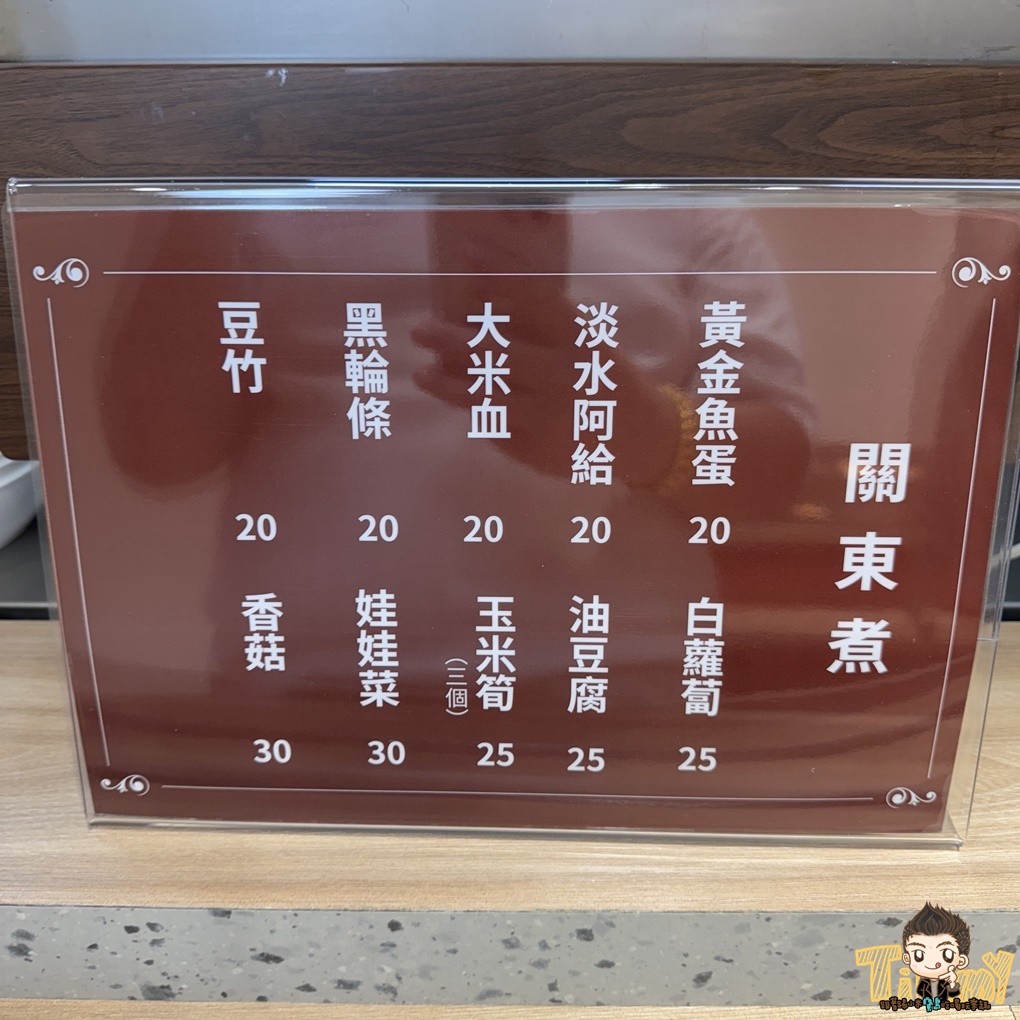 關東煮
黃金魚蛋 20
淡水阿給 20
大米血 20
黑輪條 20
豆竹 20
白蘿蔔 25
油豆腐 25
玉米筍(三個) 25
娃娃菜 30
香菇 30